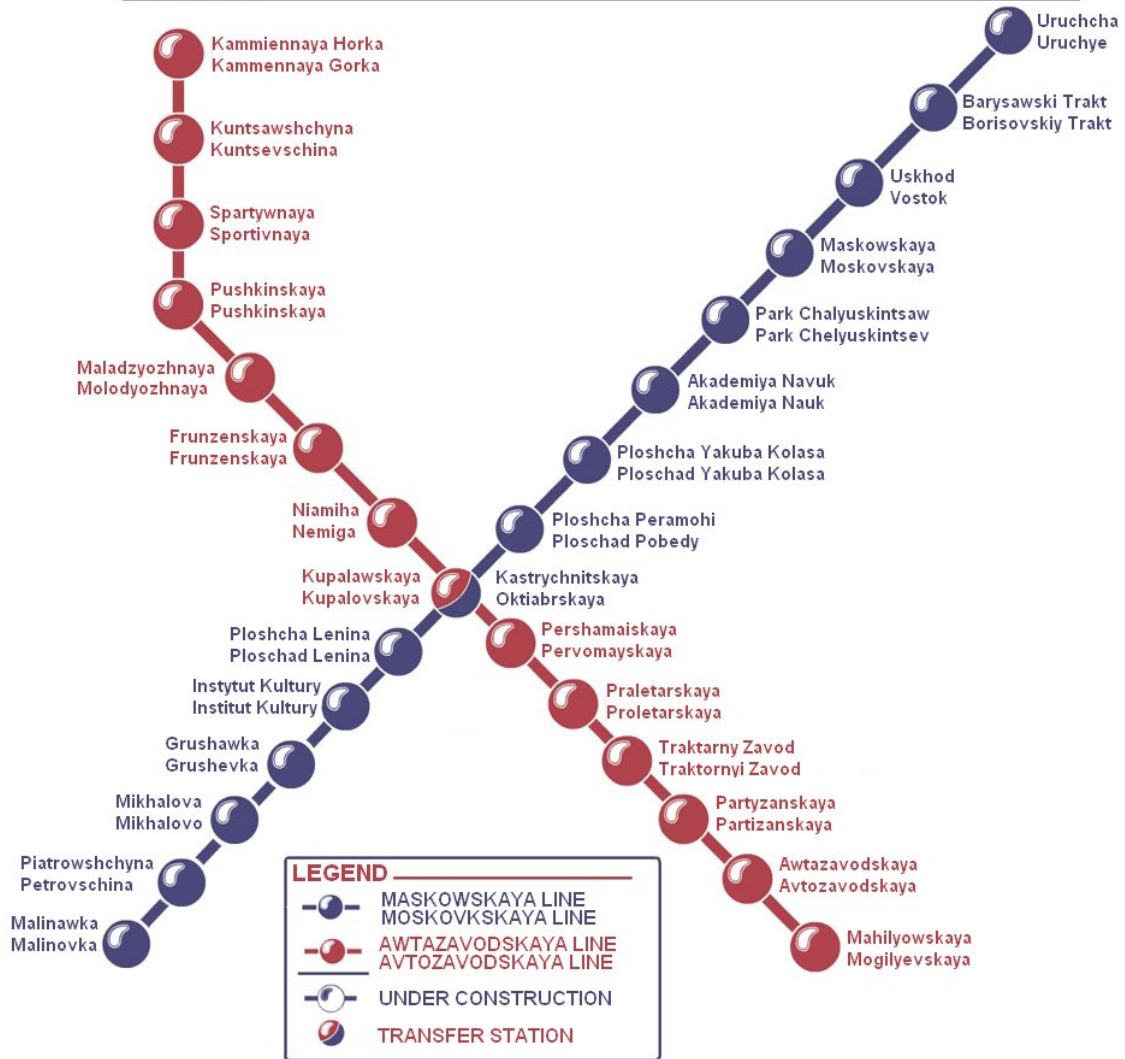 Kammiennaya Horka
Kammennaya Gorka
Kuntsawshchyna
Kuntsevschina
Spartywnaya
Sportivnaya
Pushkinskaya
Pushkinskaya
Maladzyozhnaya
Molodyozhnaya
Frunzenskaya
Frunzenskaya
Niamiha
Nemiga
Kupalawskaya
Kupalovskaya
Pershamaiskaya
Pervomayskaya
Praletarskaya
Proletarskaya
Traktarny Zavod
Traktornyi Zavod
Partyzanskaya
Partizanskaya
Awtazavodskaya
Avtozavodskaya
Mahilyowskaya
Mogilyevskaya
Uruchcha
Uruchye
Barysawski Trakt
Borisovskiy Trakt
Uskhod
Vostok
Maskowskaya
Moskovskaya
Park Chalyuskintsaw
Park Chelyuskintsev
Akademiya Navuk
Akademiya Nauk
Ploshcha Yakuba Kolasa
Ploschad Yakuba Kolasa
Ploshcha Peramohi
Ploschad Pobedy
Kastrychnitskaya
Oktiabrskaya
Ploshcha Lenina
Ploschad Lenina
Instytut Kultury
Institut Kultury
Grushawka
Grushevka
Mikhalova
Mikhalovo
Piatrowshchyna
Petrovschina
Malinawka
Malinovka
LEGEND
MASKOWSKAYA LINE
MOSKOVKSKAYA LINE
AWTAZAVODSKAYA LINE
AVTOZAVODSKAYA LINE
UNDER CONSTRUCTION
TRANSFER STATION